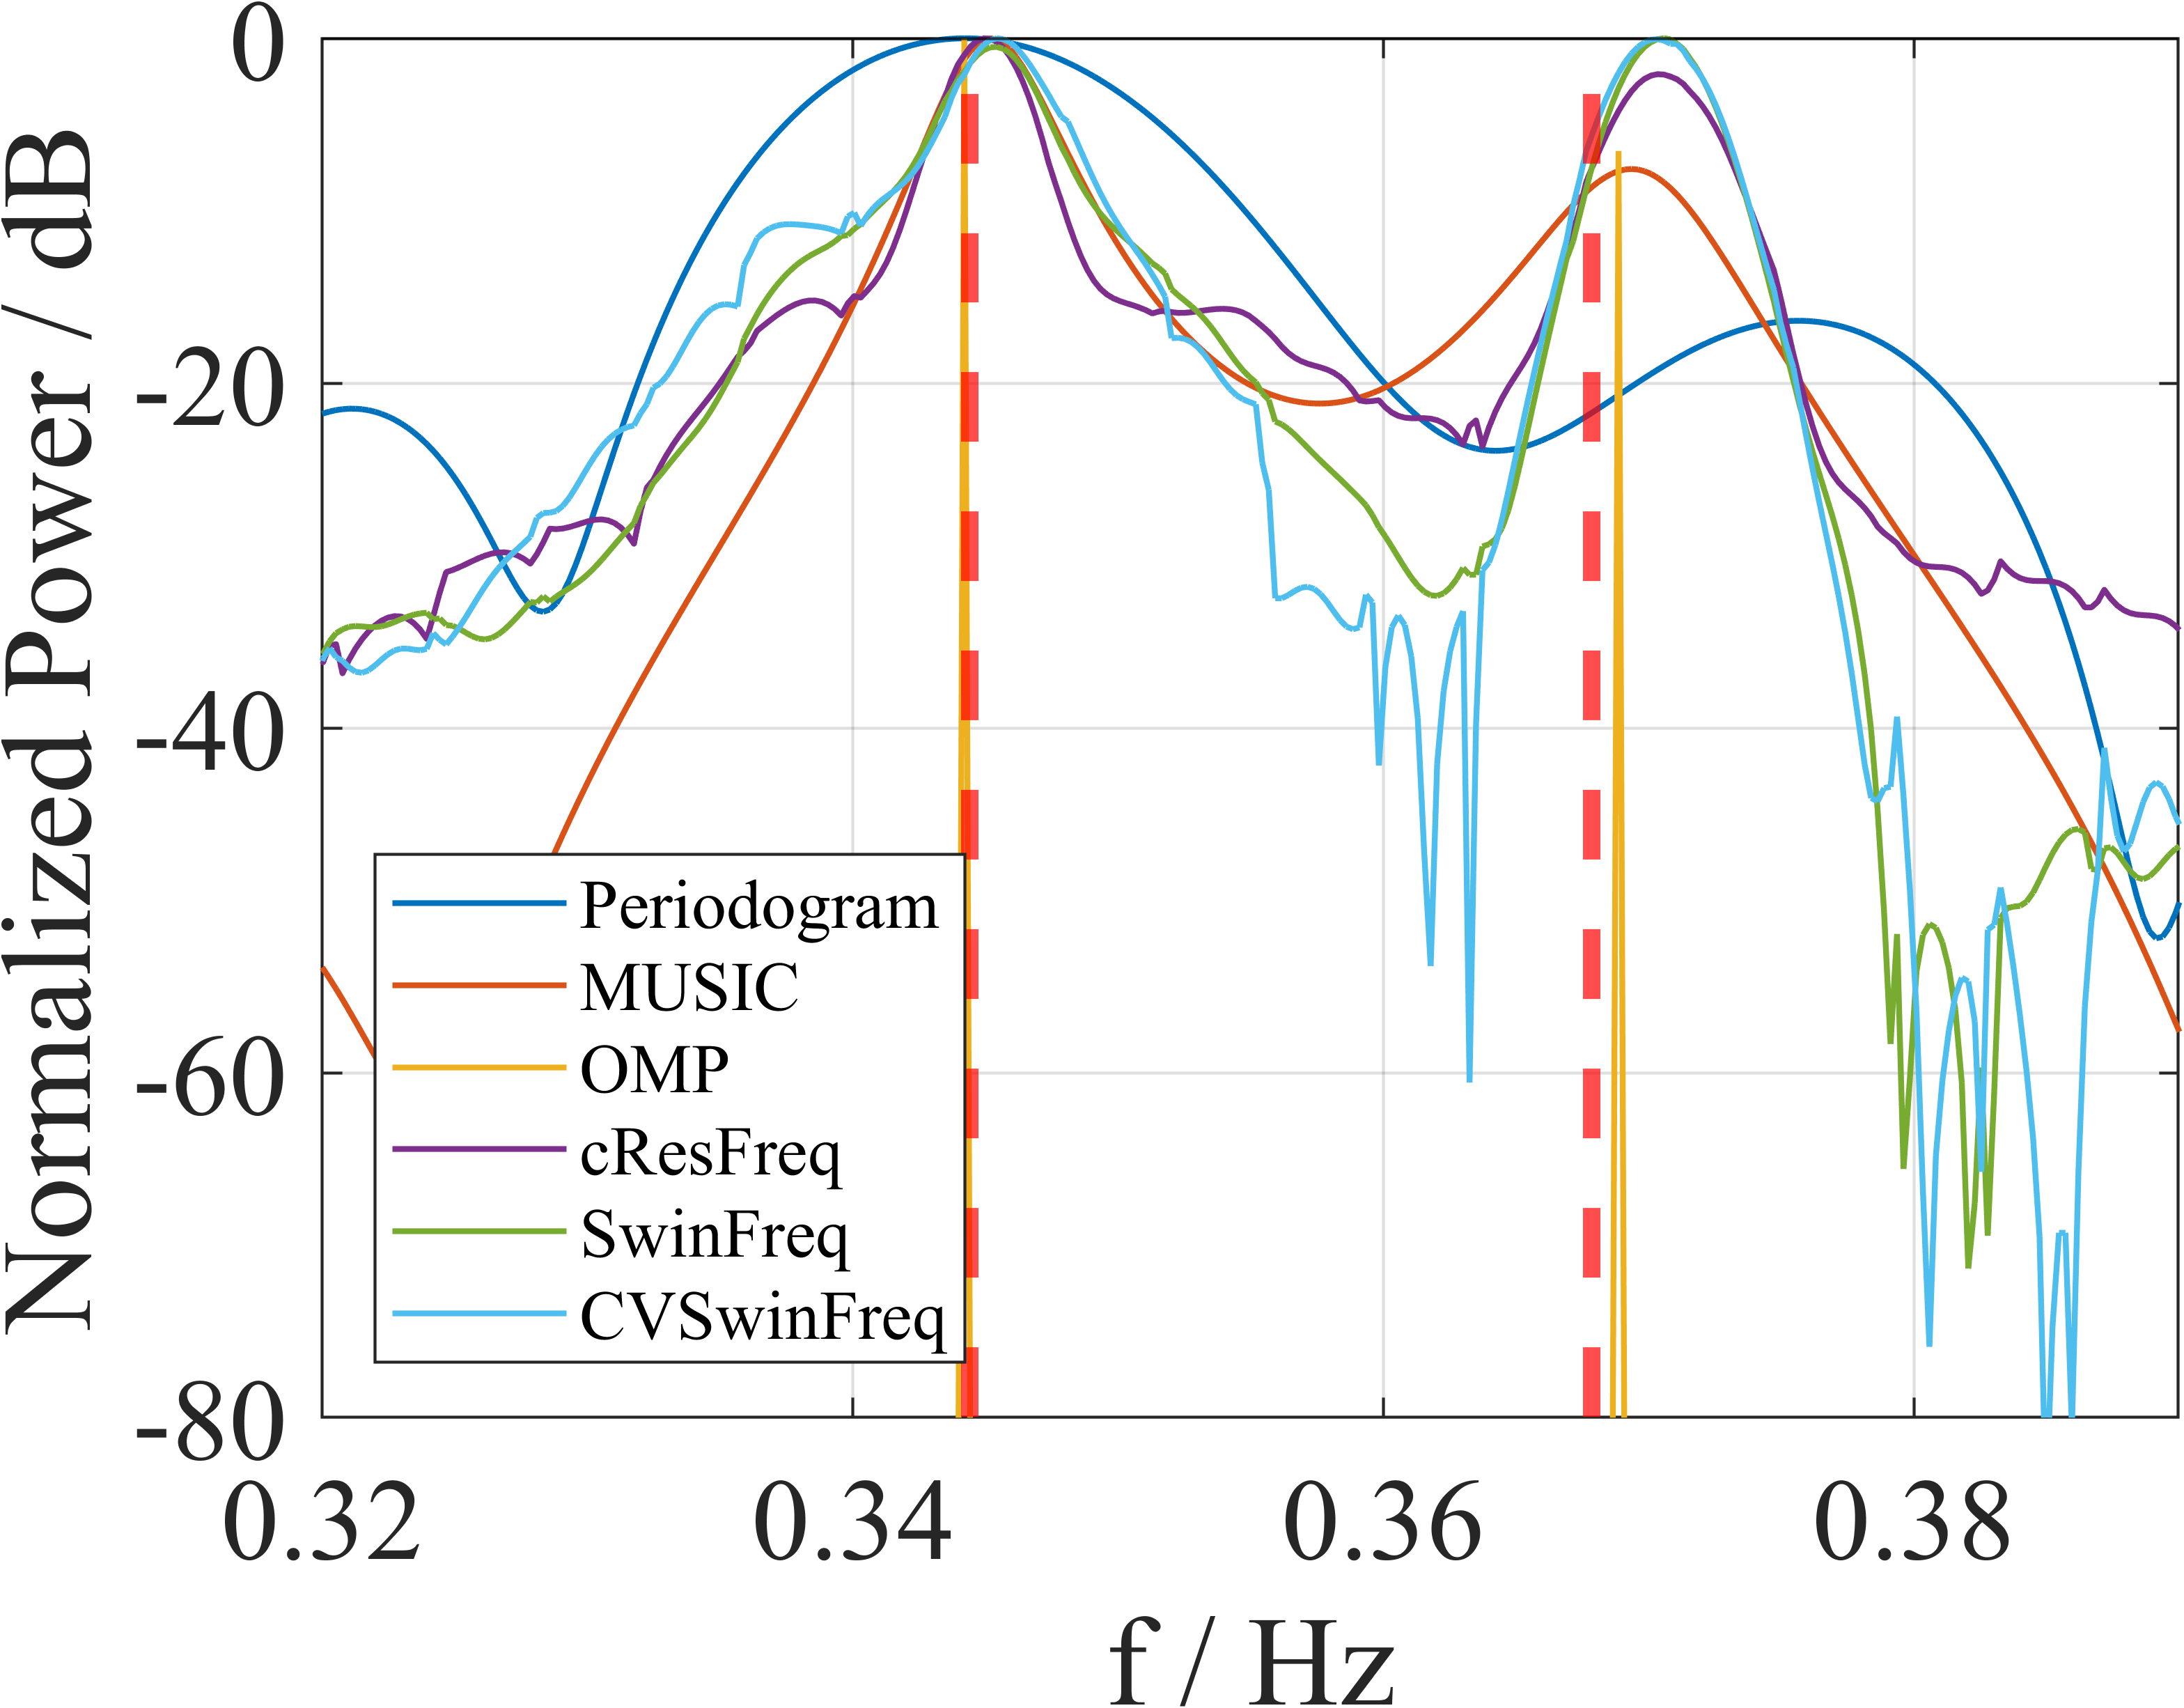 Normalized Power / dB
0
-20
-40
-60
-80
0.32
0.34
0.36
0.38
f / Hz
Periodogram
MUSIC
OMP
cResFreq
SwinFreq
CVSwinFreq